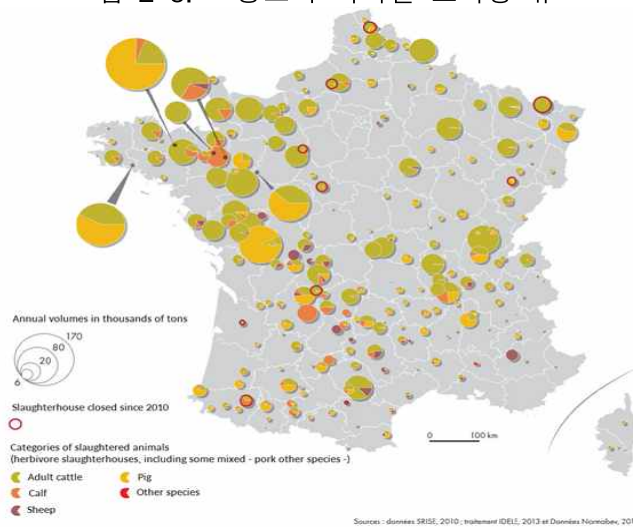 Annual volumes in thousands of tons
170
80
20
6
Slaughterhouse closed since 2010
0 100 km
Categories of slaughtered animals
(herbivore slaughterhouses, including some mixed - pork other species -)
Adult cattle
Pig
Calf
Other species
Sheep
Sources : données SRISE, 2010 ; traitement IDELE, 2013 et Données Normabev,